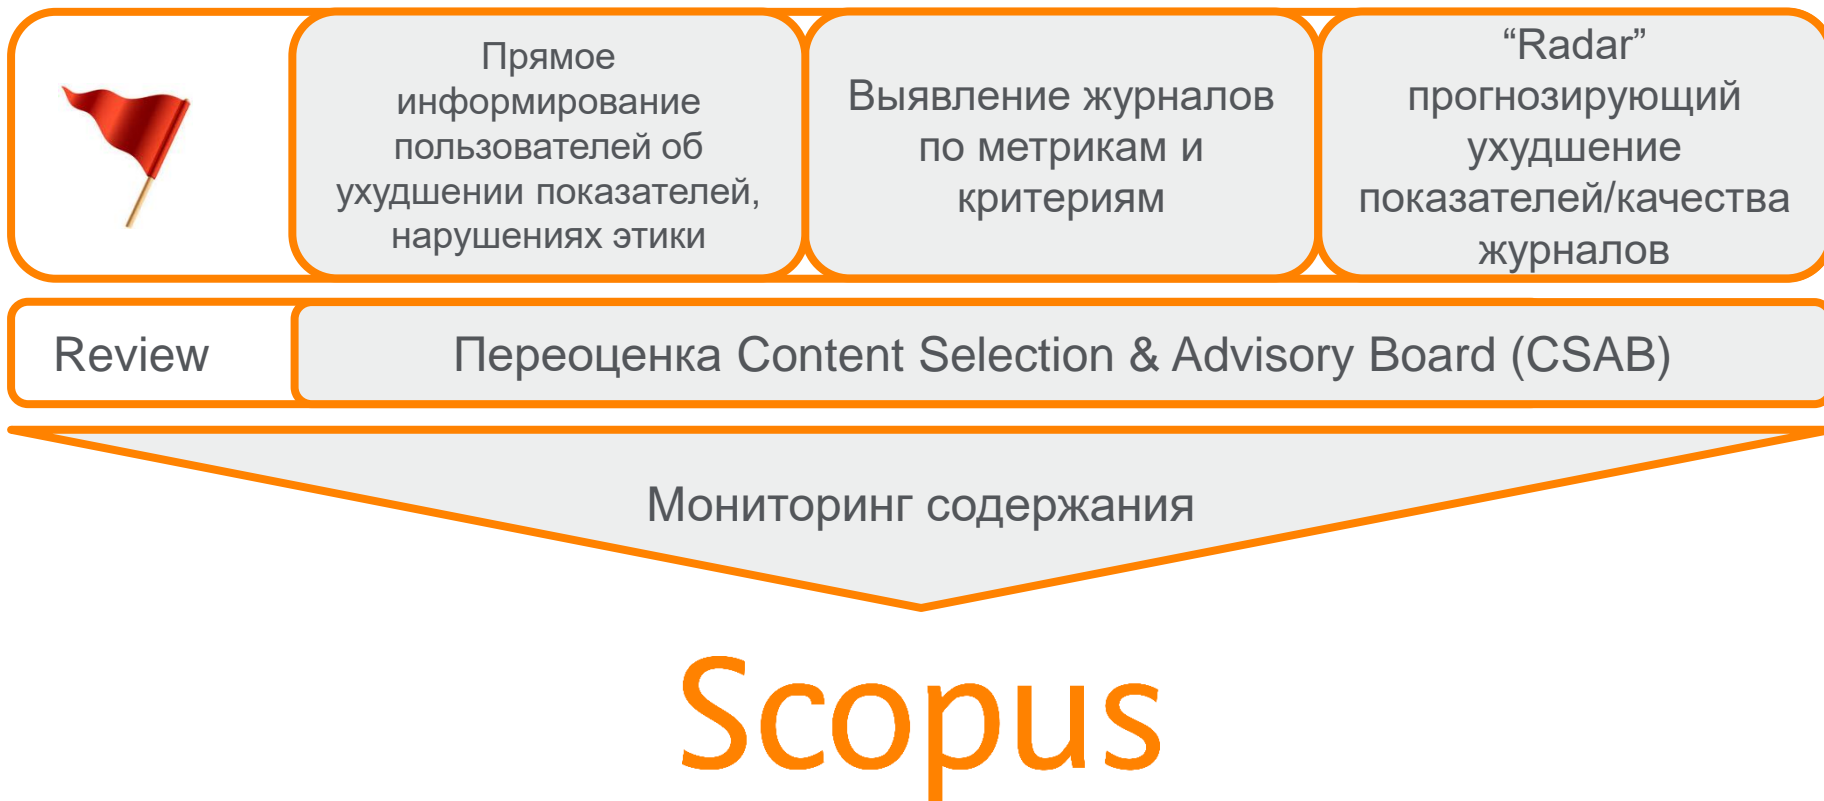 Прямое
информирование
пользователей об
ухудшении показателей,
нарушениях этики
Выявление журналов
по метрикам и
критериям
“Radar”
прогнозирующий
ухудшение
показателей/качества
журналов
Review
Переоценка Content Selection & Advisory Board (CSAB)
Мониторинг содержания
Scopus